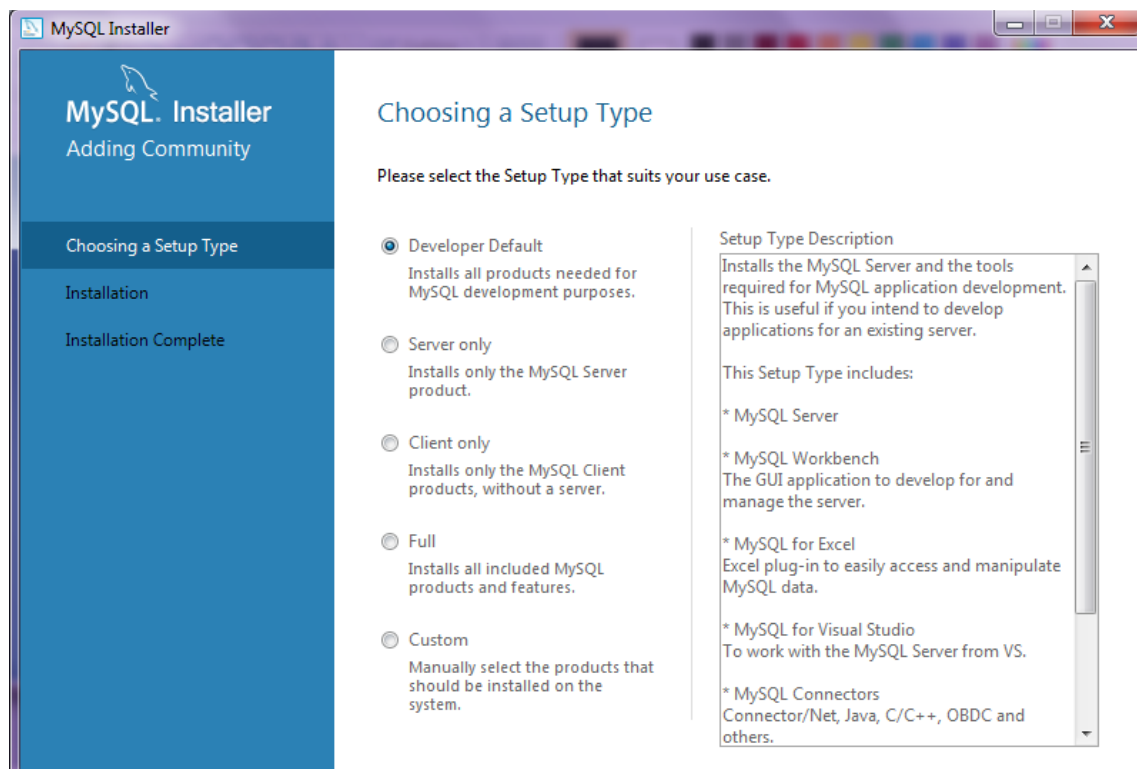 MySQL Installer
MySQL. Installer
Adding Community
Choosing a Setup Type
Installation
Installation Complete
Choosing a Setup Type
Please select the Setup Type that suits your use case.
Developer Default
Installs all products needed for
MySQL development purposes.
Server only
Installs only the MySQL Server
product.
Client only
Installs only the MySQL Client
products, without a server.
Full
Installs all included MySQL
products and features.
Custom
Manually select the products that
should be installed on the
system.
Setup Type Description
Installs the MySQL Server and the tools
required for MySQL application development.
This is useful if you intend to develop
applications for an existing server.
This Setup Type includes:
* MySQL Server
* MySQL Workbench
The GUI application to develop for and
manage the server.
* MySQL for Excel
Excel plug-in to easily access and manipulate
MySQL data.
* MySQL for Visual Studio
To work with the MySQL Server from VS.
* MySQL Connectors
Connector/Net, Java, C/C++, OBDC and
others.